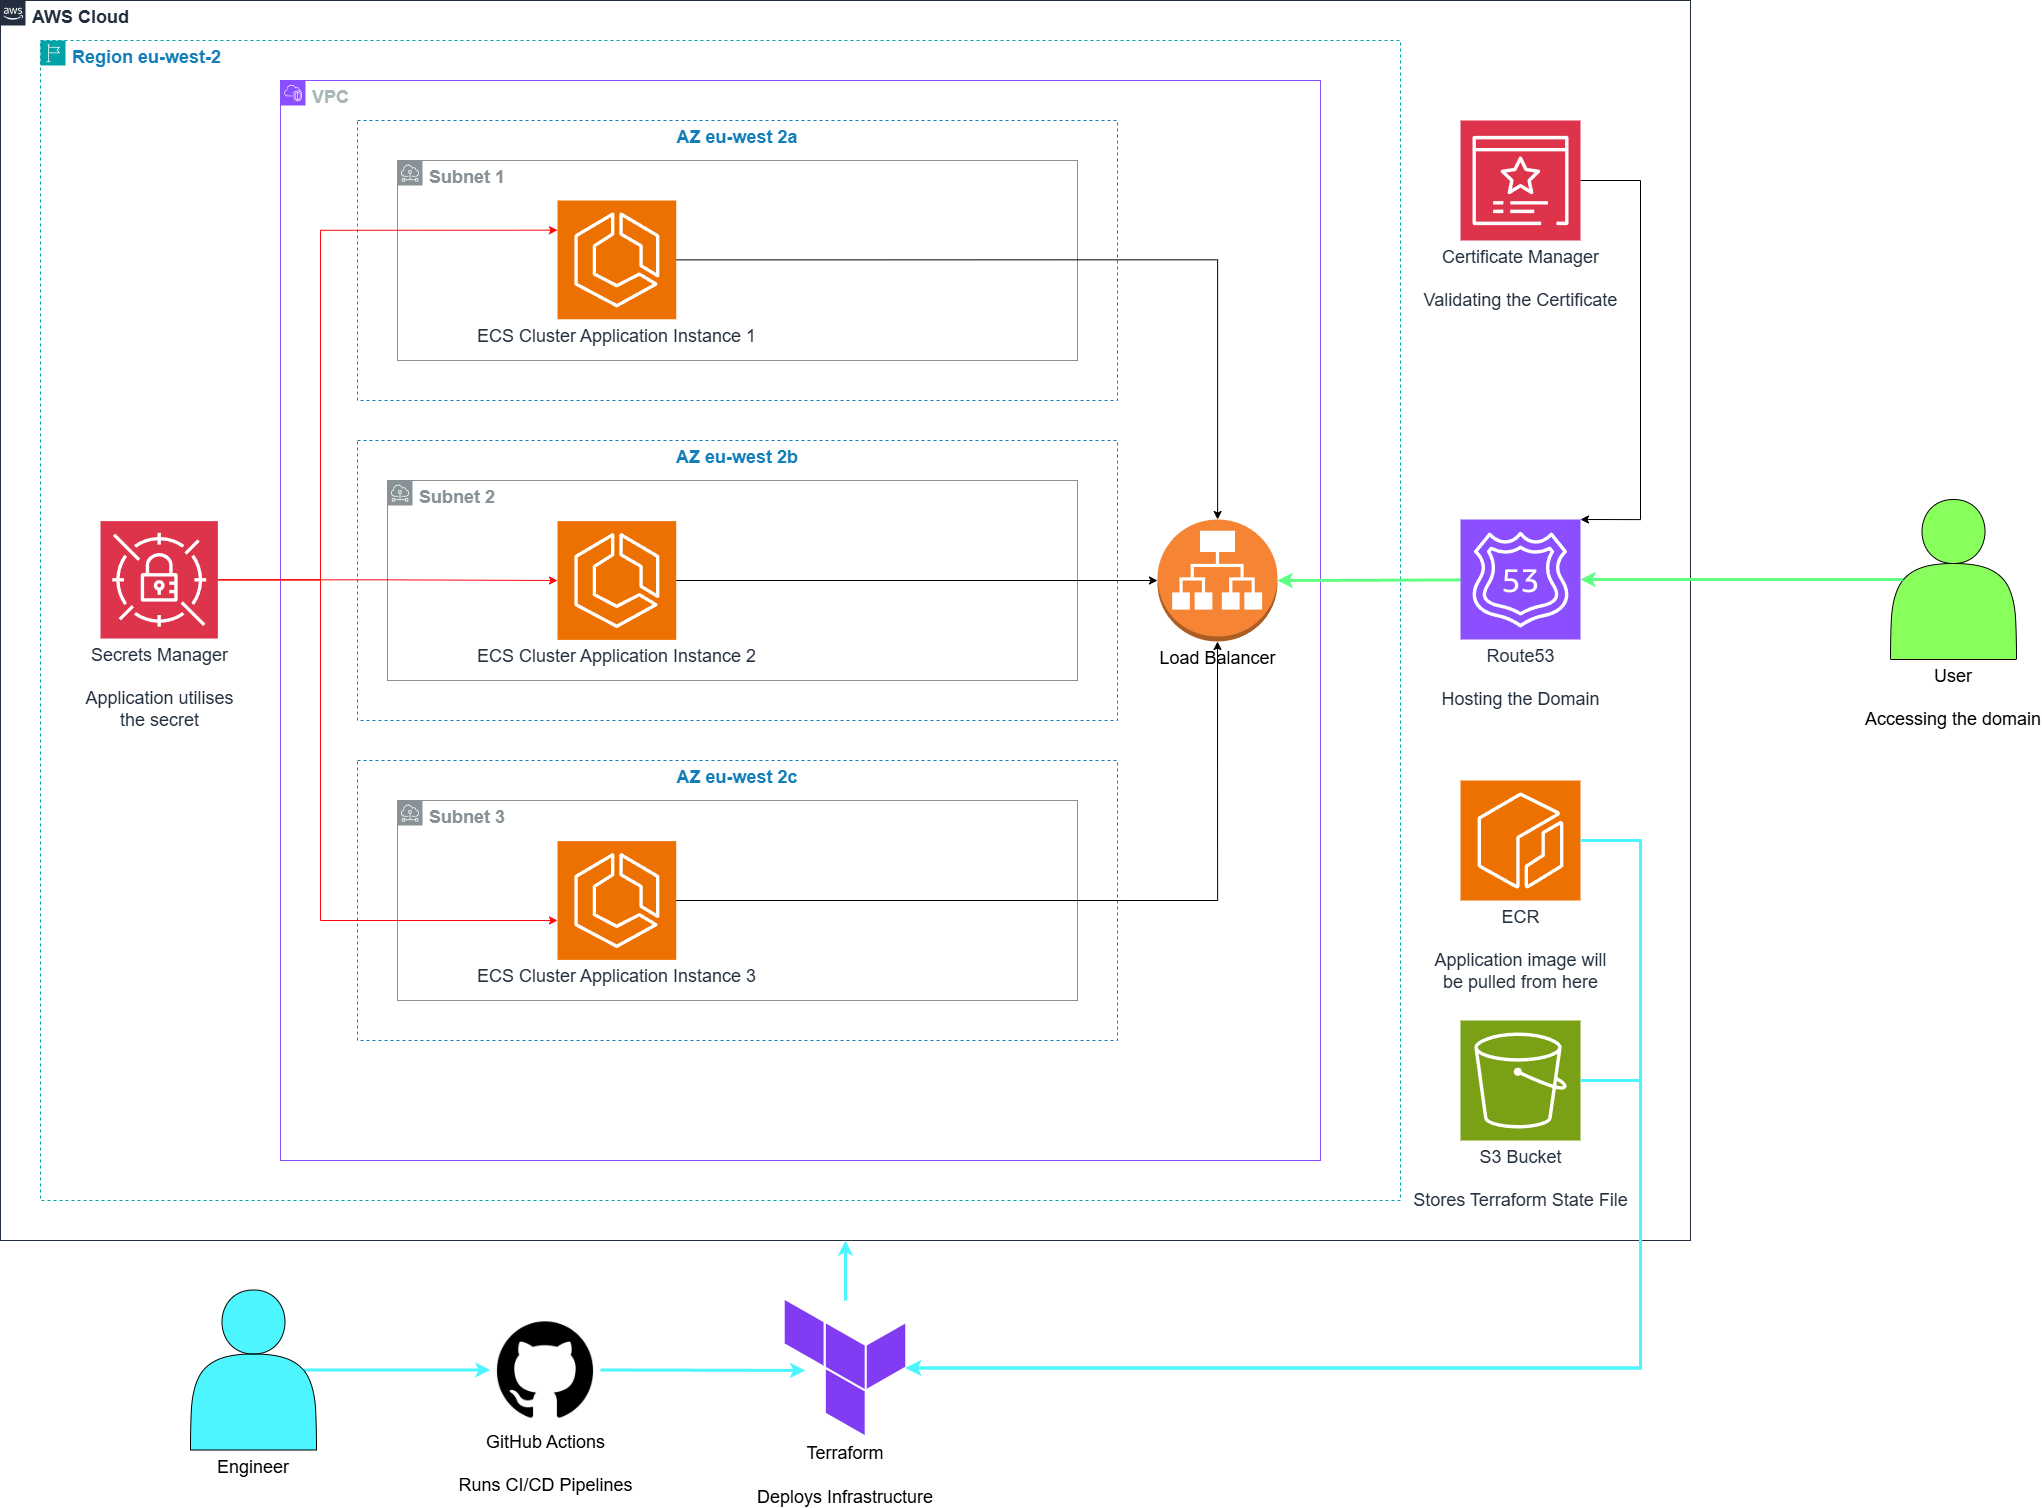 aws
AWS Cloud
Region eu-west-2
VPC
AZ eu-west 2a
Subnet 1
ECS Cluster Application Instance 1
AZ eu-west 2b
Subnet 2
ECS Cluster Application Instance 2
AZ eu-west 2c
Subnet 3
ECS Cluster Application Instance 3
Secrets Manager
Application utilises
the secret
Load Balancer
Certificate Manager
Validating the Certificate
53
Route53
Hosting the Domain
User
Accessing the domain
ECR
Application image will
be pulled from here
S3 Bucket
Stores Terraform State File
Engineer
GitHub Actions
Runs CI/CD Pipelines
Terraform
Deploys Infrastructure